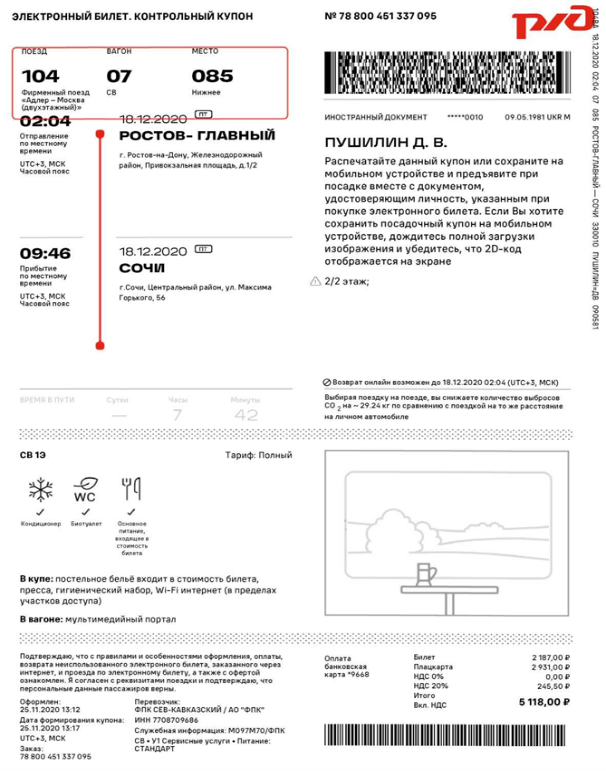 ЭЛЕКТРОННЫЙ БИЛЕТ. КОНТРОЛЬНЫЙ КУПОН
№ 78 800 451 337 095
ржд
ПОЕЗД ВАГОН МЕСТО
104 07 085
Фирменный поезд СВ Нижнее
«Адлер – Москва
(двухэтажный)»
02:04
Отправление
по местному
времени
UTC+3, МСК
Часовой пояс
18.12.2020 ПТ
РОСТОВ- ГЛАВНЫЙ
г. Ростов-на-Дону, Железнодорожный
район, Привокзальная площадь, д.1/2
09:46
Прибытие
по местному
времени
UTC+3, МСК
Часовой пояс
18.12.2020 ПТ
СОЧИ
г.Сочи, Центральный район, ул. Максима
Горького, 56
ВРЕМЯ В ПУТИ Сутки Часы Минуты
— 7 42
ИНОСТРАННЫЙ ДОКУМЕНТ *****0010 09.05.1981 UKR M
ПУШИЛИН Д. В.
Распечатайте данный купон или сохраните на
мобильном устройстве и предъявите при
посадке вместе с документом,
удостоверяющим личность, указанным при
покупке электронного билета. Если Вы хотите
сохранить посадочный купон на мобильном
устройстве, дождитесь полной загрузки
изображения и убедитесь, что 2D-код
отображается на экране
2/2 этаж;
Возврат онлайн возможен до 18.12.2020 02:04 (UTC+3, МСК)
Выбирая поездку на поезде, вы снижаете количество выбросов
CO2 на ~ 29.24 кг по сравнению с поездкой на то же расстояние
на личном автомобиле
104ВА 18.12.2020 02:04 07 085 РОСТОВ-ГЛАВНЫЙ — СОЧИ 330010 ПУШИЛИН=ДВ 090581
СВ 1Э Тариф: Полный
WC
Кондиционер Биотуалет Основное
питание,
входящее в
стоимость
билета
В купе: постельное бельё входит в стоимость билета,
пресса, гигиенический набор, Wi-Fi интернет (в пределах
участков доступа)
В вагоне: мультимедийный портал
Подтверждаю, что с правилами и особенностями оформления, оплаты,
возврата неиспользованного электронного билета, заказанного через
интернет, и проезда по электронному билету, а также с офертой
ознакомлен. Я согласен с реквизитами поездки и подтверждаю, что
персональные данные пассажиров верны.
Оформлен:
25.11.2020 13:12
Дата формирования купона:
25.11.2020 13:17
UTC+3, МСК
Заказ:
78 800 451 337 095
Перевозчик:
ФПК СЕВ-КАВКАЗСКИЙ / АО "ФПК"
ИНН 7708709686
Служебная информация: М097М70/ФПК
СВ • У1 Сервисные услуги • Питание:
СТАНДАРТ
Оплата
банковская
карта *9668
Билет 2 187,00 ₽
Плацкарта 2 931,00 ₽
НДС 0% 0,00 ₽
НДС 20% 245,50 ₽
Итого
Вкл. НДС 5 118,00 ₽